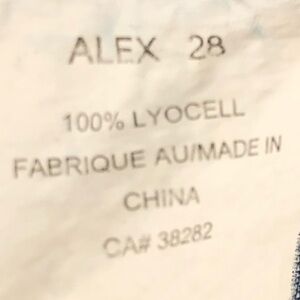 ALEX 28
100% LYOCELL
FABRIQUE AU/MADE IN
CHINA
CA# 38282